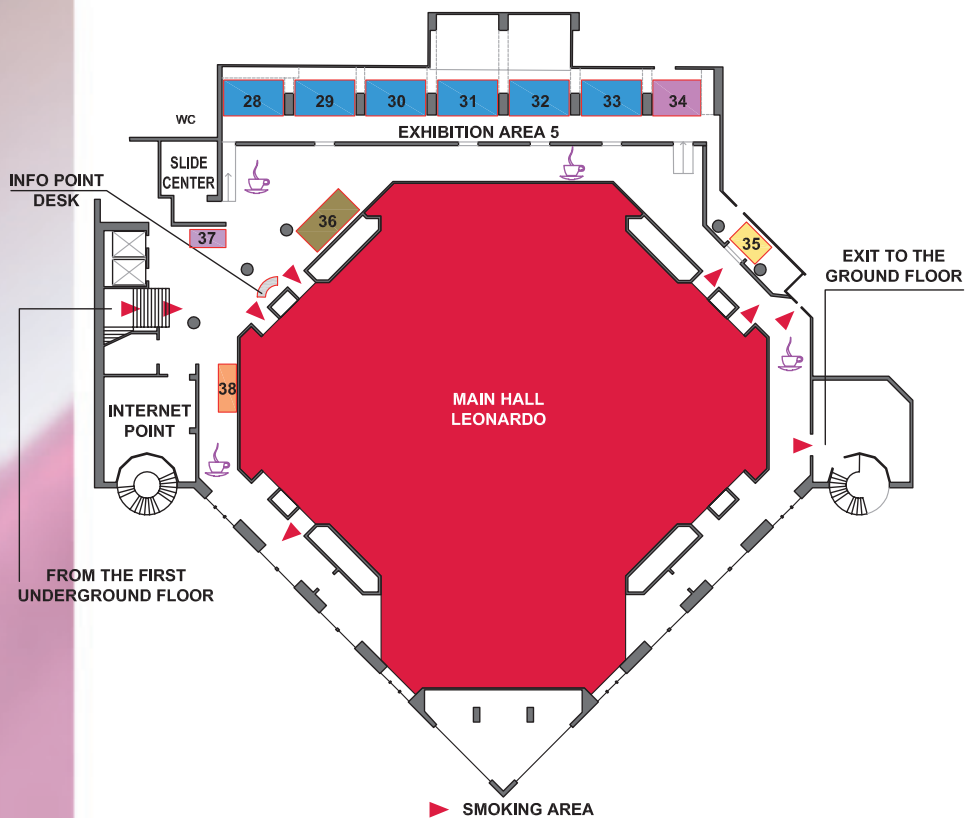 28 29 30 31 32 33 34
WC
EXHIBITION AREA 5
SLIDE
CENTER
INFO POINT
DESK
36
37
35
EXIT TO THE
GROUND FLOOR
38
MAIN HALL
LEONARDO
INTERNET
POINT
FROM THE FIRST
UNDERGROUND FLOOR
SMOKING AREA